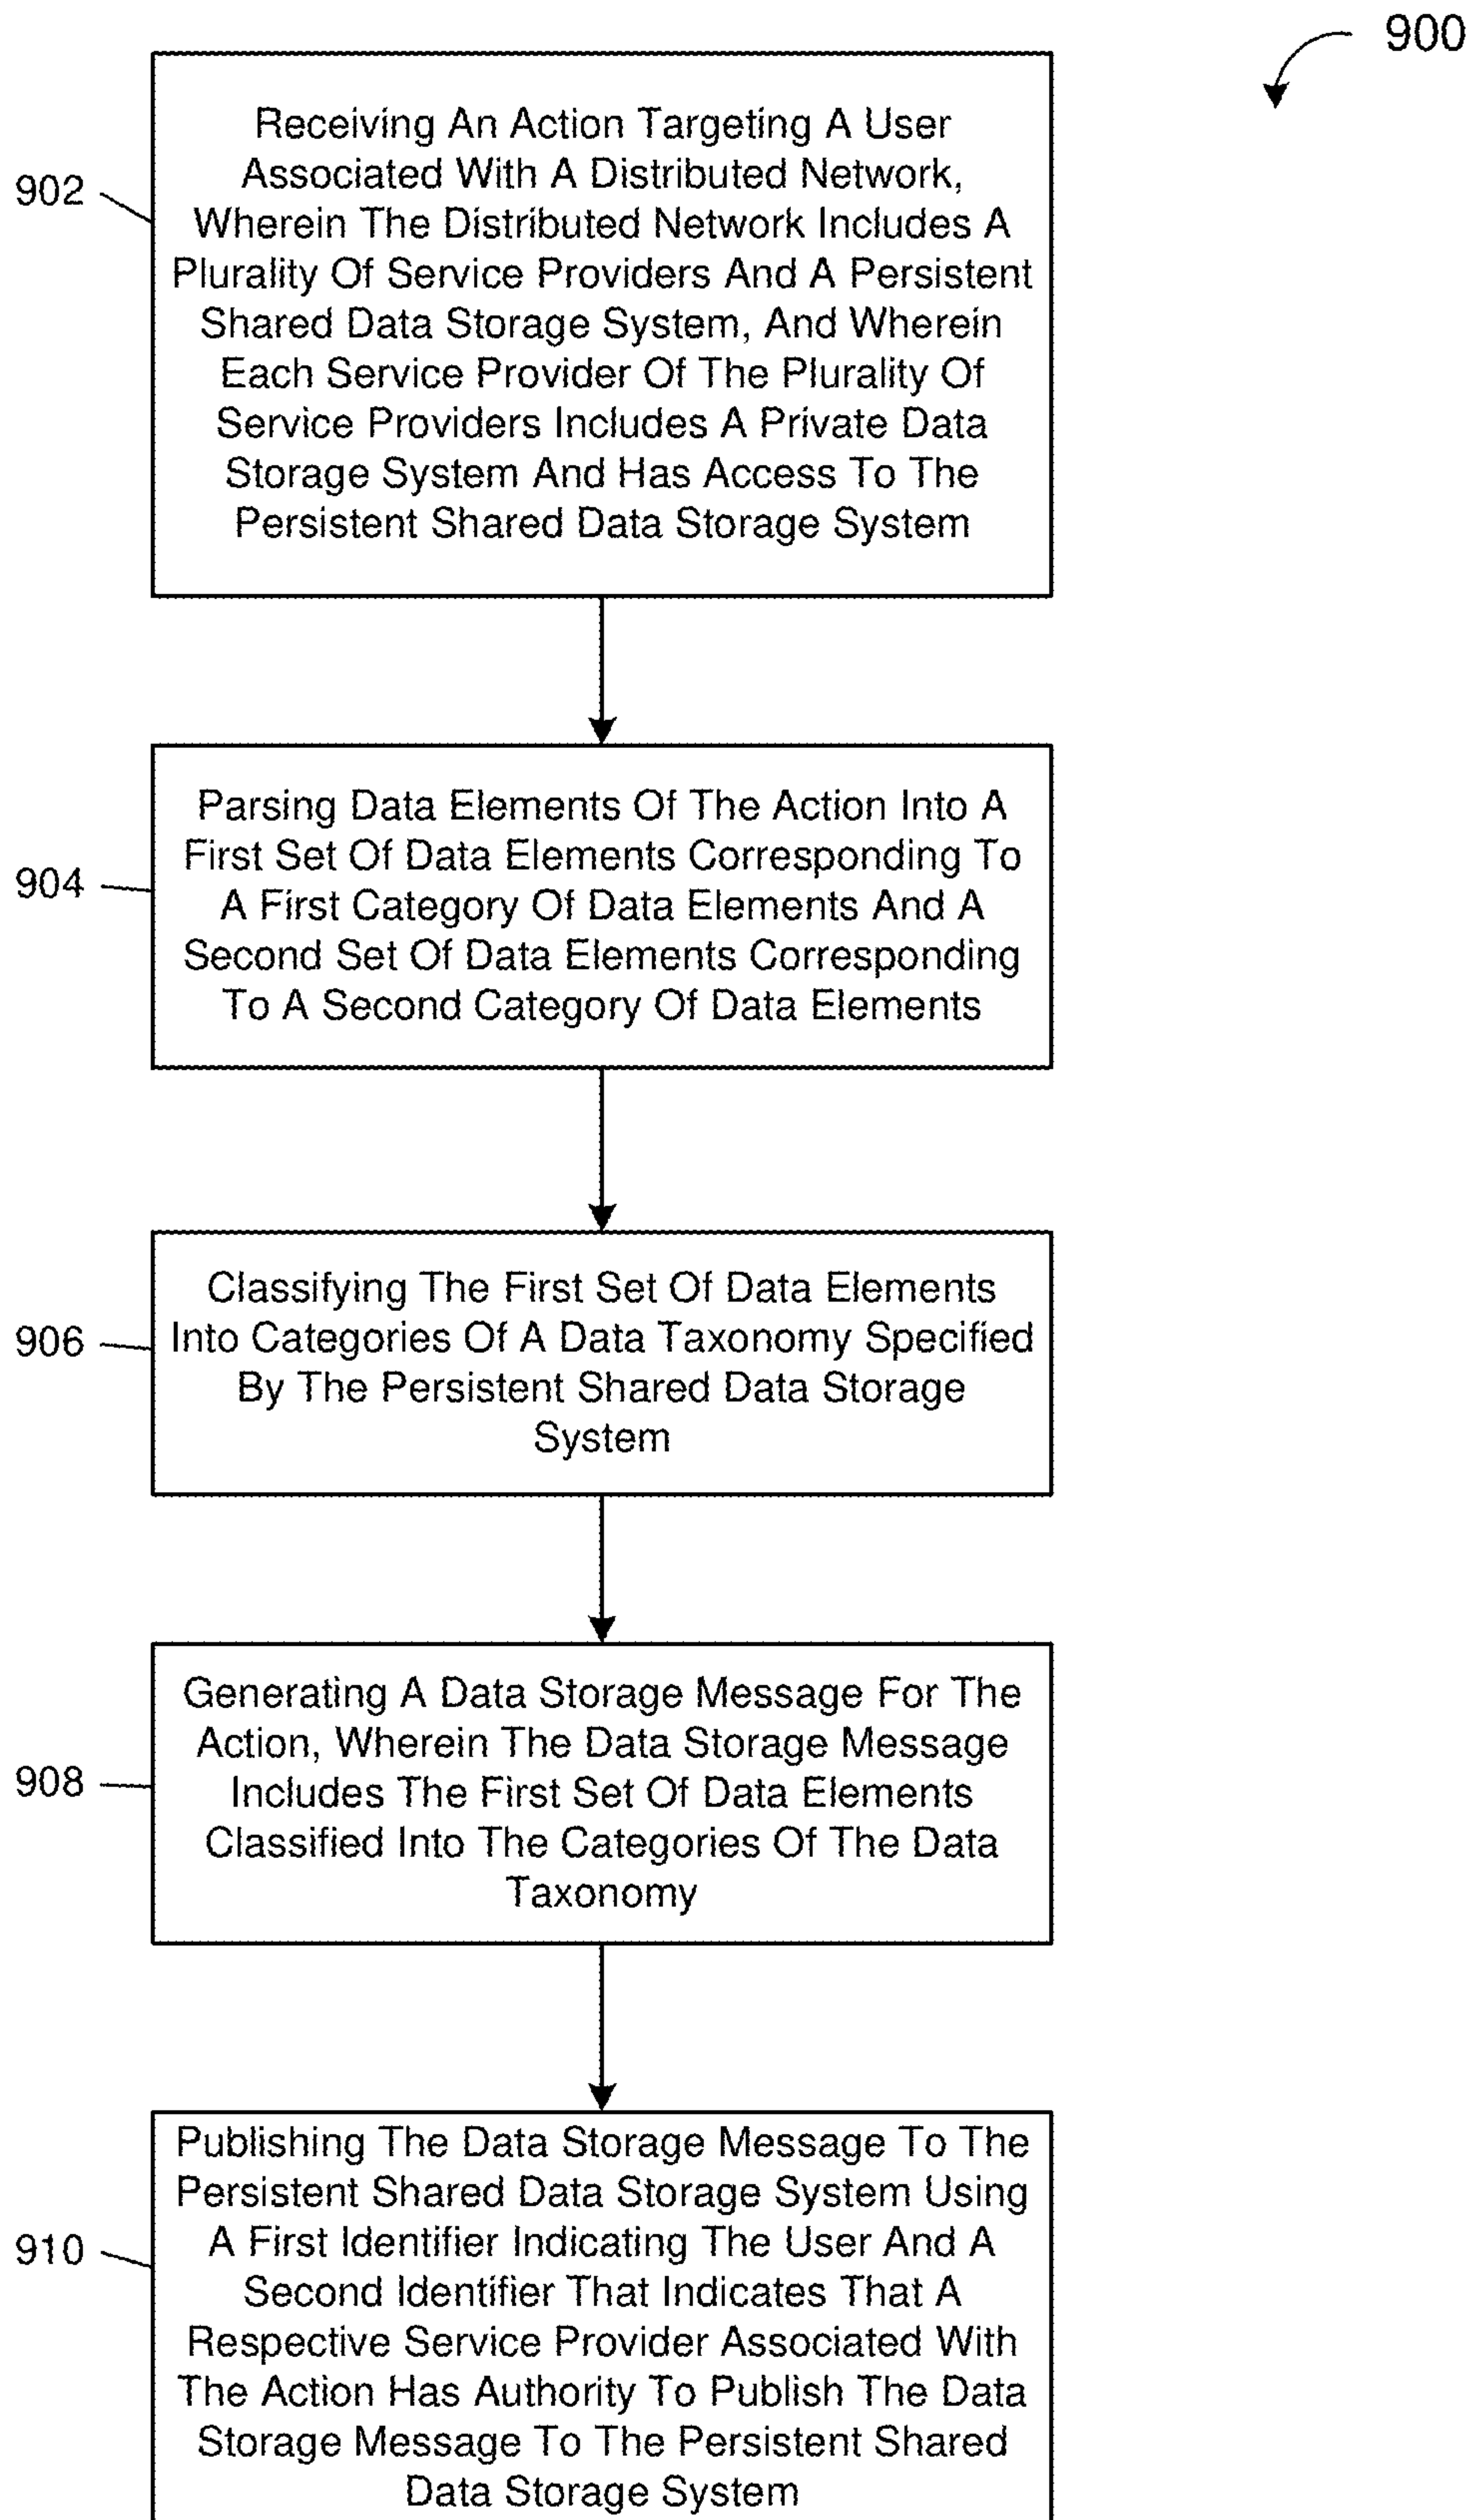 900
902
Receiving An Action Targeting A User
Associated With A Distributed Network,
Wherein The Distributed Network Includes A
Plurality Of Service Providers And A Persistent
Shared Data Storage System, And Wherein
Each Service Provider Of The Plurality Of
Service Providers Includes A Private Data
Storage System And Has Access To The
Persistent Shared Data Storage System
904
Parsing Data Elements Of The Action Into A
First Set Of Data Elements Corresponding To
A First Category Of Data Elements And A
Second Set Of Data Elements Corresponding
To A Second Category Of Data Elements
906
Classifying The First Set Of Data Elements
Into Categories Of A Data Taxonomy Specified
By The Persistent Shared Data Storage
System
908
Generating A Data Storage Message For The
Action, Wherein The Data Storage Message
Includes The First Set Of Data Elements
Classified Into The Categories Of The Data
Taxonomy
910
Publishing The Data Storage Message To The
Persistent Shared Data Storage System Using
A First Identifier Indicating The User And A
Second Identifier That Indicates That A
Respective Service Provider Associated With
The Action Has Authority To Publish The Data
Storage Message To The Persistent Shared
Data Storage System